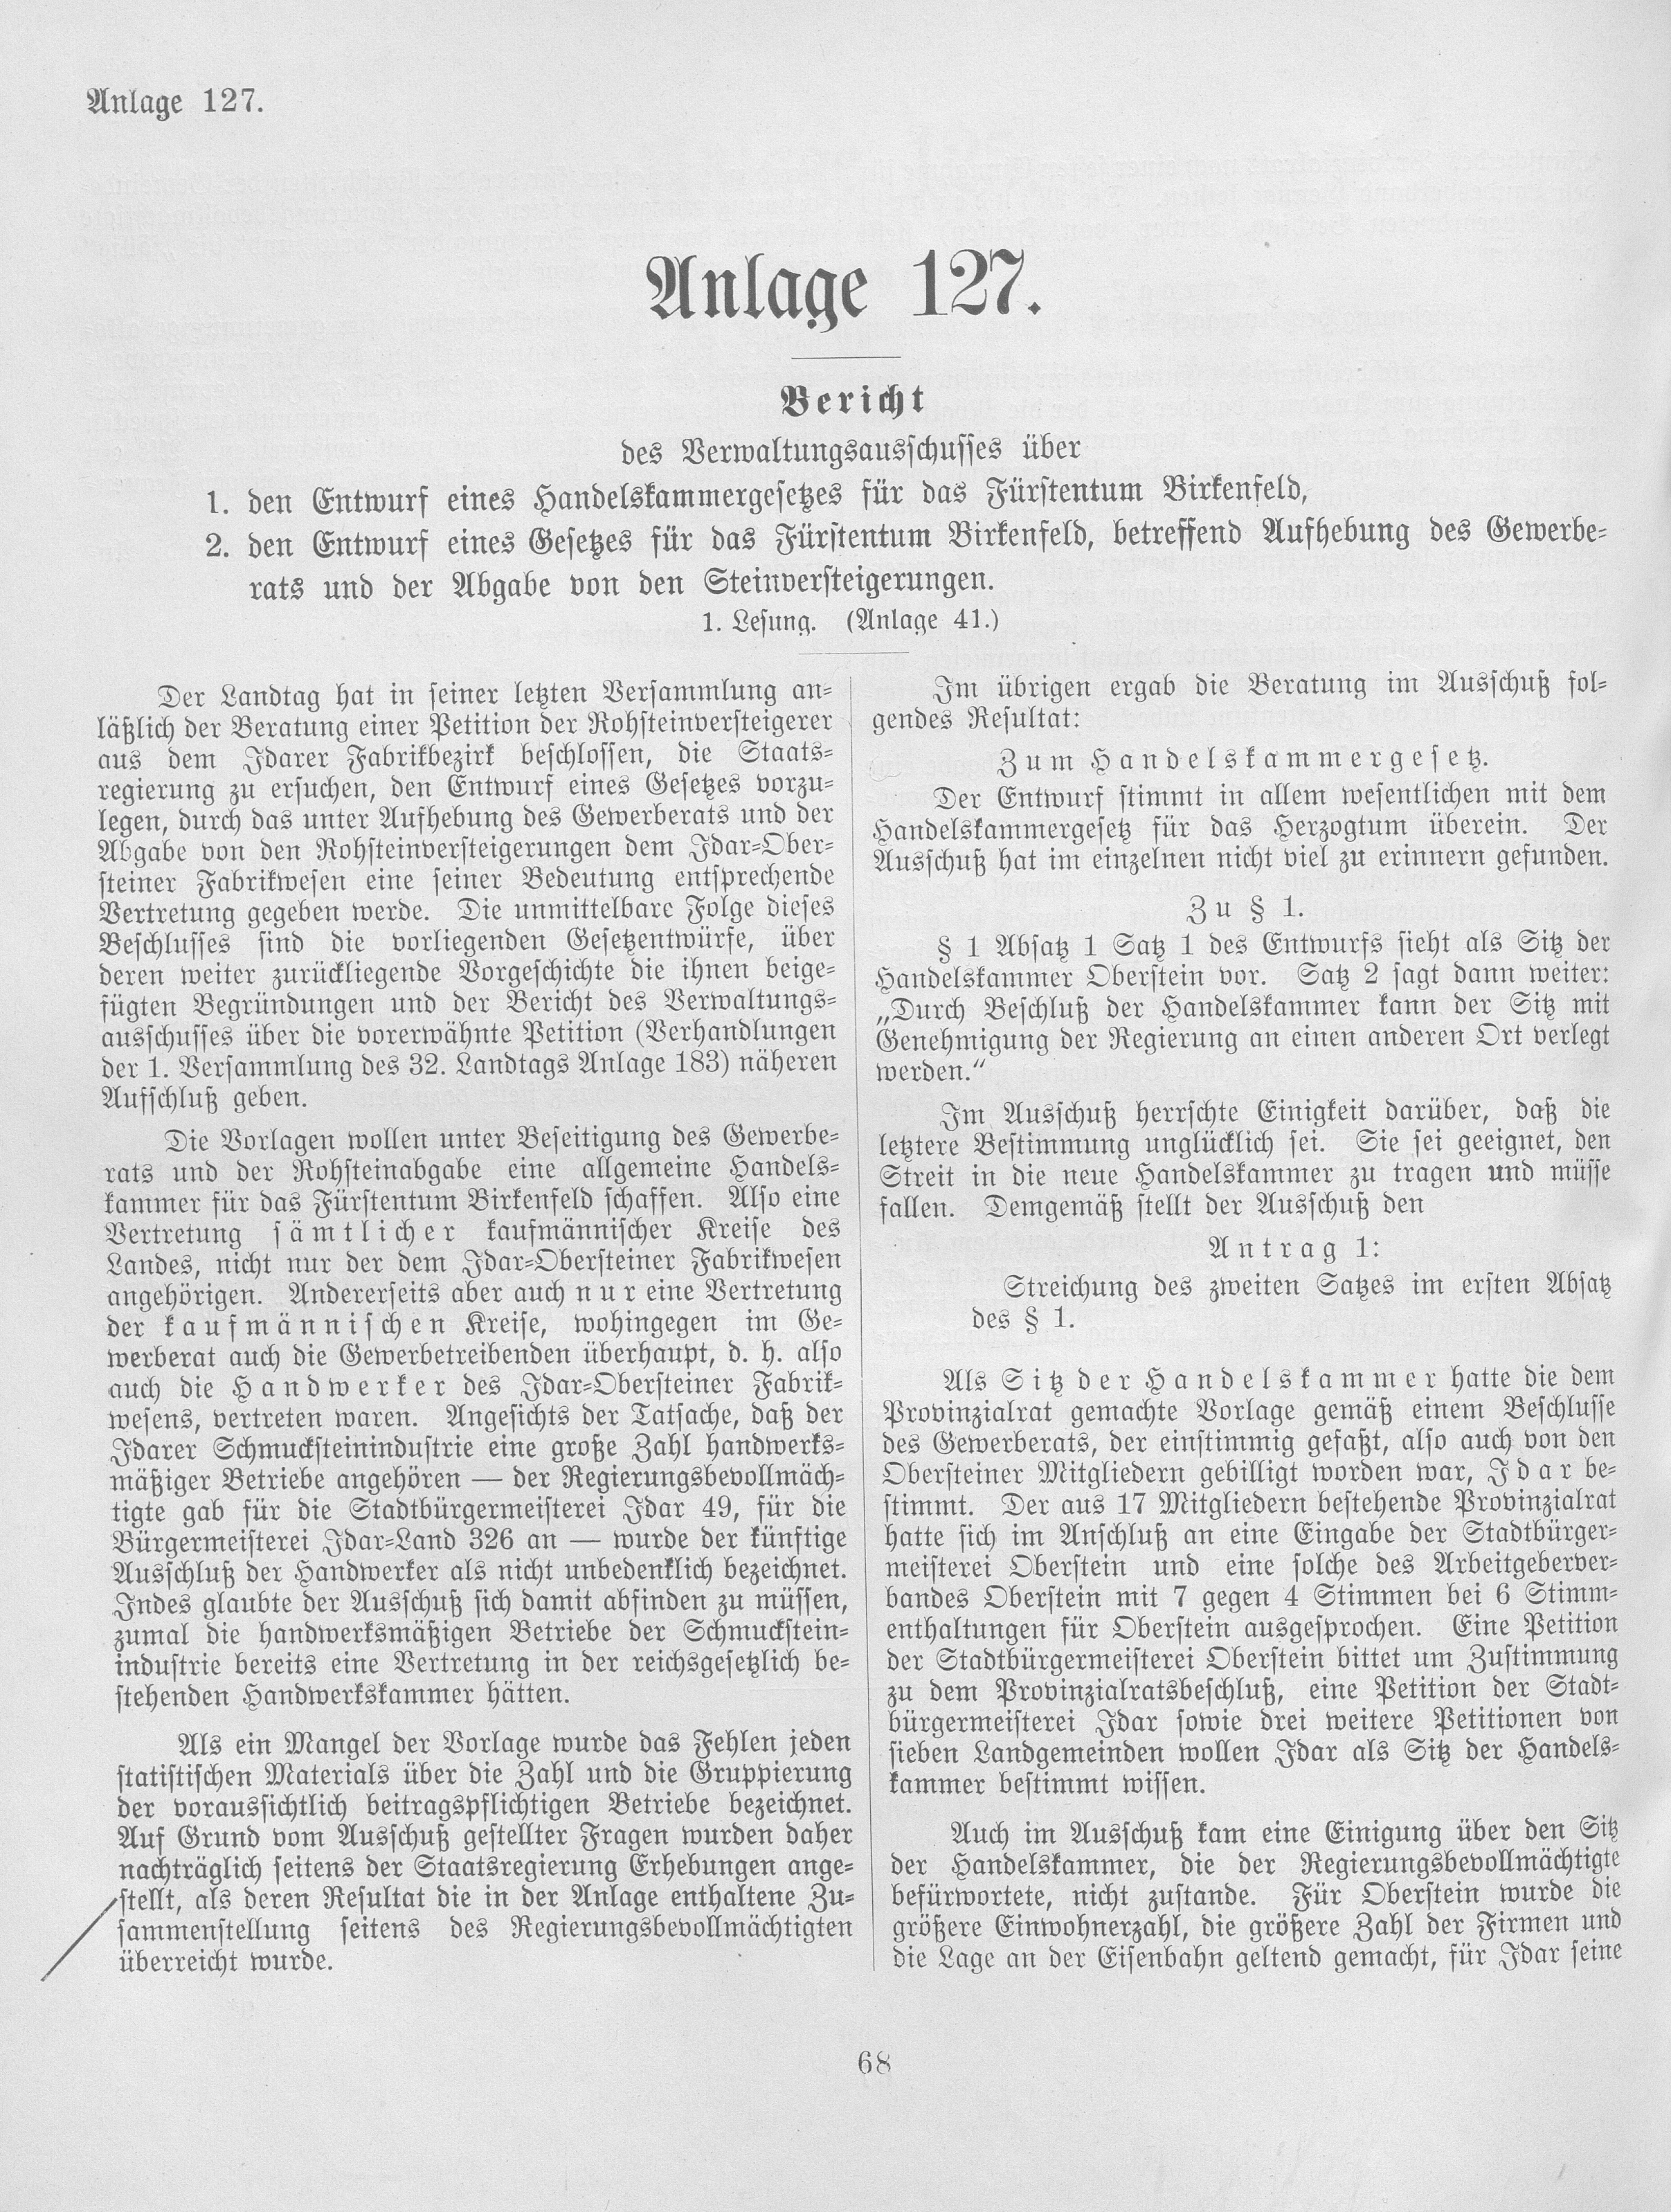 Anlage 127.
Anlage 127.
Bericht
des Verwaltungsausschusses über
1. den Entwurf eines Handelskammergesetzes für das Fürstentum Birkenfeld,
2. den Entwurf eines Gesetzes für das Fürstentum Birkenfeld, betreffend Aufhebung des Gewerbe-
rats und der Abgabe von den Steinversteigerungen.
1. Lesung. (Anlage 41.)
Der Landtag hat in seiner letzten Versammlung an-
läßlich der Beratung einer Petition der Rohsteinversteigerer
aus dem Idarer Fabrikbezirk beschlossen, die Staats-
regierung zu ersuchen, den Entwurf eines Gesetzes vorzu-
legen, durch das unter Aufhebung des Gewerberats und der
Abgabe von den Rohsteinversteigerungen dem Idar-Ober-
steiner Fabrikwesen eine seiner Bedeutung entsprechende
Vertretung gegeben werde. Die unmittelbare Folge dieses
Beschlusses sind die vorliegenden Gesetzentwürfe, über
deren weiter zurückliegende Vorgeschichte die ihnen beige-
fügten Begründungen und der Bericht des Verwaltungs-
ausschusses über die vorerwähnte Petition (Verhandlungen
der 1. Versammlung des 32. Landtags Anlage 183) näheren
Aufschluß geben.
Die Vorlagen wollen unter Beseitigung des Gewerbe-
rats und der Rohsteinabgabe eine allgemeine Handels-
kammer für das Fürstentum Birkenfeld schaffen. Also eine
Vertretung sämtlicher kaufmännischer Kreise des
Landes, nicht nur der dem Idar-Obersteiner Fabrikwesen
angehörigen. Andererseits aber auch nur eine Vertretung
der kaufmännischen Kreise, wohingegen im Ge-
werberat auch die Gewerbetreibenden überhaupt, d. h. also
auch die Handwerker des Idar-Obersteiner Fabrik-
wesens, vertreten waren. Angesichts der Tatsache, daß der
Idarer Schmucksteinindustrie eine große Zahl handwerks-
mäßiger Betriebe angehören — der Regierungsbevollmäch-
tigte gab für die Stadtbürgermeisterei Idar 49, für die
Bürgermeisterei Idar-Land 326 an — wurde der künftige
Ausschluß der Handwerker als nicht unbedenklich bezeichnet.
Indes glaubte der Ausschuß sich damit abfinden zu müssen,
zumal die handwerksmäßigen Betriebe der Schmuckstein-
industrie bereits eine Vertretung in der reichsgesetzlich be-
stehenden Handwerkskammer hätten.
Als ein Mangel der Vorlage wurde das Fehlen jeden
statistischen Materials über die Zahl und die Gruppierung
der voraussichtlich beitragspflichtigen Betriebe bezeichnet.
Auf Grund vom Ausschuß gestellter Fragen wurden daher
nachträglich seitens der Staatsregierung Erhebungen ange-
stellt, als deren Resultat die in der Anlage enthaltene Zu-
sammenstellung seitens des Regierungsbevollmächtigten
überreicht wurde.
Im übrigen ergab die Beratung im Ausschuß fol-
gendes Resultat:
Zum Handelskammergesetz.
Der Entwurf stimmt in allem wesentlichen mit dem
Handelskammergesetz für das Herzogtum überein. Der
Ausschuß hat im einzelnen nicht viel zu erinnern gefunden.
Zu § 1.
§ 1 Absatz 1 Satz 1 des Entwurfs sieht als Sitz der
Handelskammer Oberstein vor. Satz 2 sagt dann weiter:
„Durch Beschluß der Handelskammer kann der Sitz mit
Genehmigung der Regierung an einen anderen Ort verlegt
werden.“
Im Ausschuß herrschte Einigkeit darüber, daß die
letztere Bestimmung unglücklich sei. Sie sei geeignet, den
Streit in die neue Handelskammer zu tragen und müsse
fallen. Demgemäß stellt der Ausschuß den
Antrag 1:
Streichung des zweiten Satzes im ersten Absatz
des § 1.
Als Sitz der Handelskammer hatte die dem
Provinzialrat gemachte Vorlage gemäß einem Beschlusse
des Gewerberats, der einstimmig gefaßt, also auch von den
Obersteiner Mitgliedern gebilligt worden war, Idar be-
stimmt. Der aus 17 Mitgliedern bestehende Provinzialrat
hatte sich im Anschluß an eine Eingabe der Stadtbürger-
meisterei Oberstein und eine solche des Arbeitgeberver-
bandes Oberstein mit 7 gegen 4 Stimmen bei 6 Stimm-
enthaltungen für Oberstein ausgesprochen. Eine Petition
der Stadtbürgermeisterei Oberstein bittet um Zustimmung
zu dem Provinzialratsbeschluß, eine Petition der Stadt-
bürgermeisterei Idar sowie drei weitere Petitionen von
sieben Landgemeinden wollen Idar als Sitz der Handels-
kammer bestimmt wissen.
Auch im Ausschuß kam eine Einigung über den Sitz
der Handelskammer, die der Regierungsbevollmächtigte
befürwortete, nicht zustande. Für Oberstein wurde die
größere Einwohnerzahl, die größere Zahl der Firmen und
die Lage an der Eisenbahn geltend gemacht, für Idar seine
68